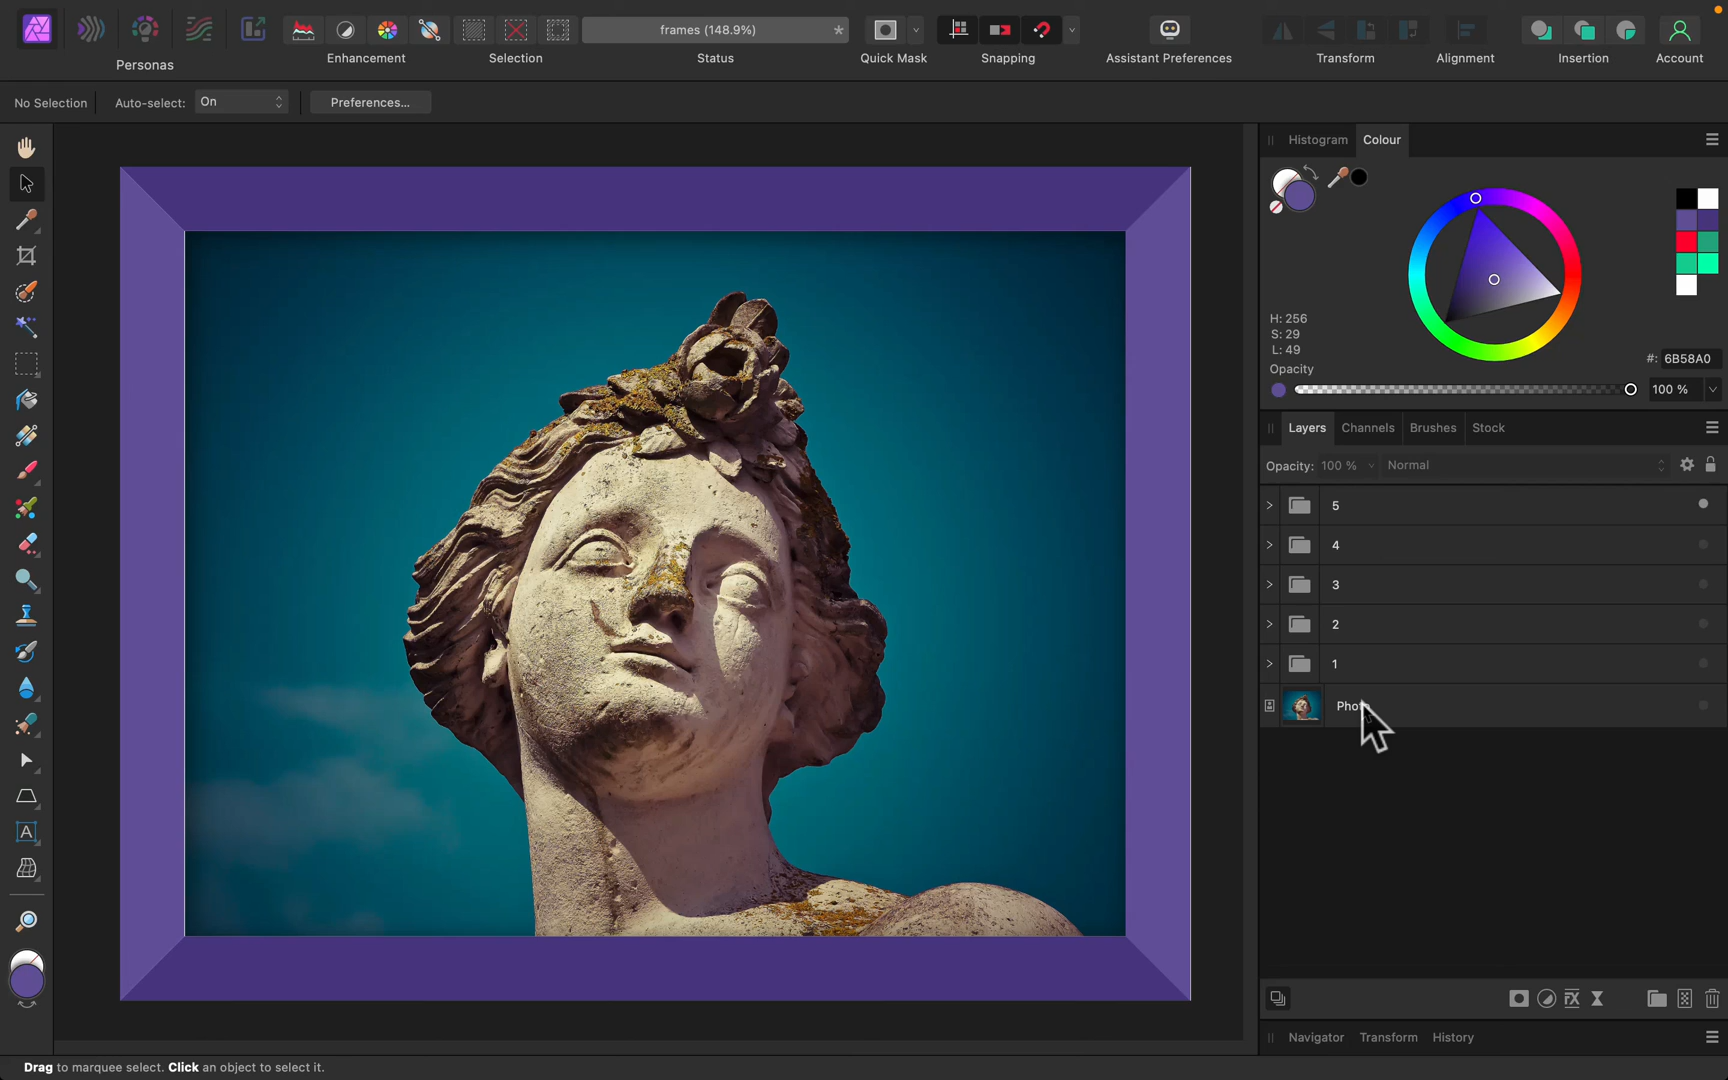 frames (148.9%)
*
Personas
Enhancement
Selection
Status
Quick Mask
Snapping
Assistant Preferences
Transform
Alignment
Insertion
Account
No Selection
Auto-select:
On
Preferences...
Histogram
Colour
H: 256
S: 29
L: 49
#: 6B58A0
Opacity
100 %
Layers
Channels
Brushes
Stock
Opacity: 100 %
Normal
5
4
3
2
1
Photo
A
Navigator
Transform
History
Drag to marquee select. Click an object to select it.